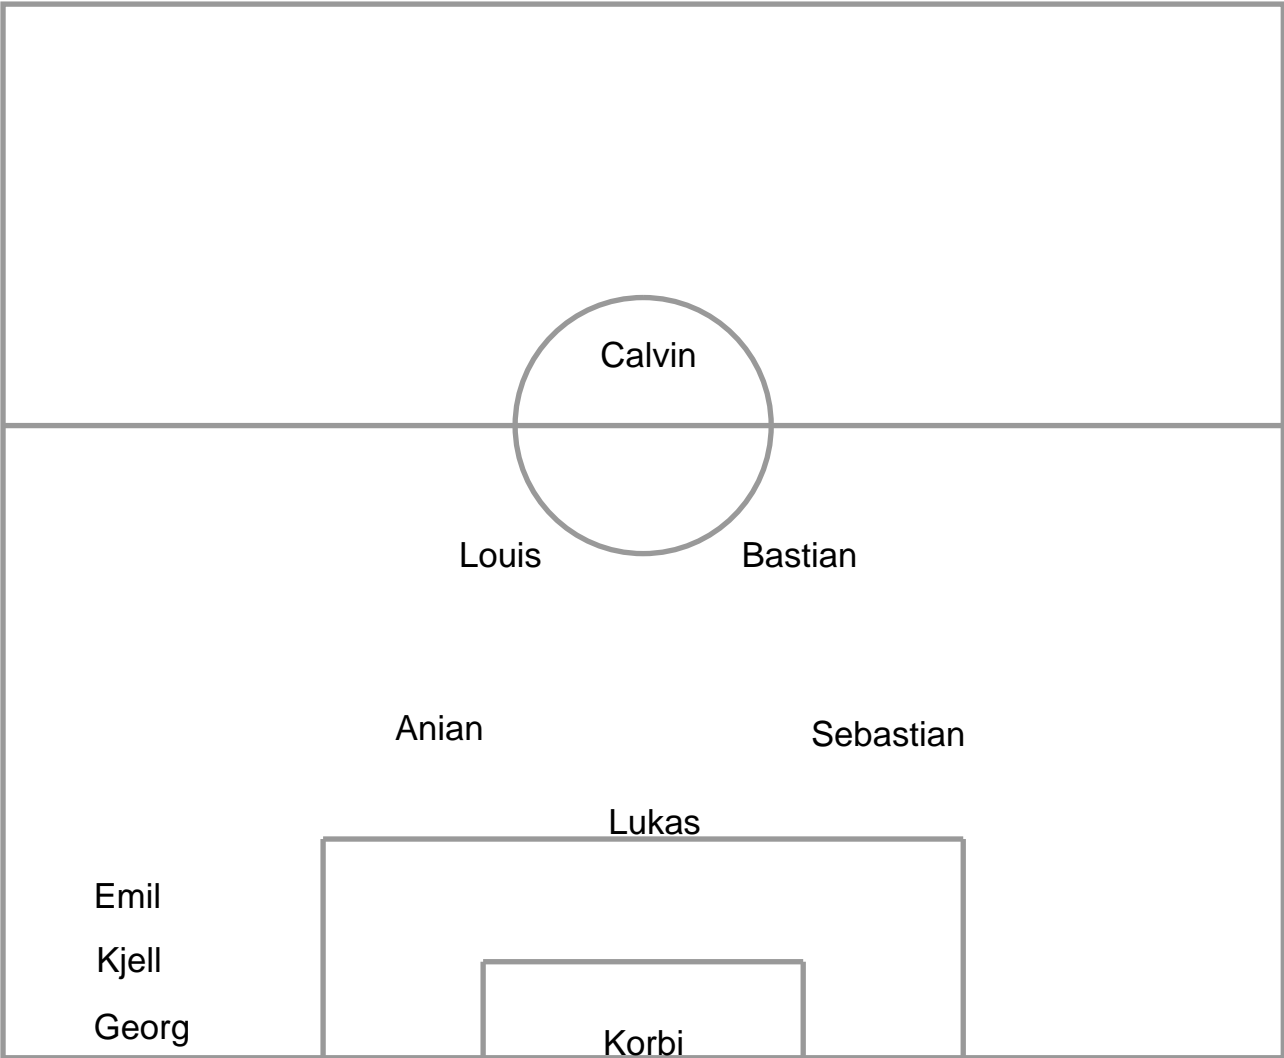 Calvin
Louis Bastian
Anian Sebastian
Lukas
Emil
Kjell
Georg
Korbi